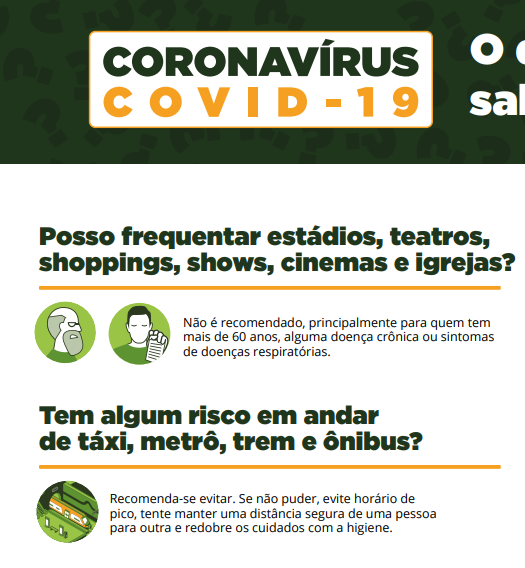 CORONAVÍRUS
COVID-19
O
Posso frequentar estádios, teatros,
shoppings, shows, cinemas e igrejas?
Não é recomendado, principalmente para quem tem
mais de 60 anos, alguma doença crônica ou sintomas
de doenças respiratórias.
Tem algum risco em andar
de táxi, metrô, trem e ônibus?
Recomenda-se evitar. Se não puder, evite horário de
pico, tente manter uma distância segura de uma pessoa
para outra e redobre os cuidados com a higiene.